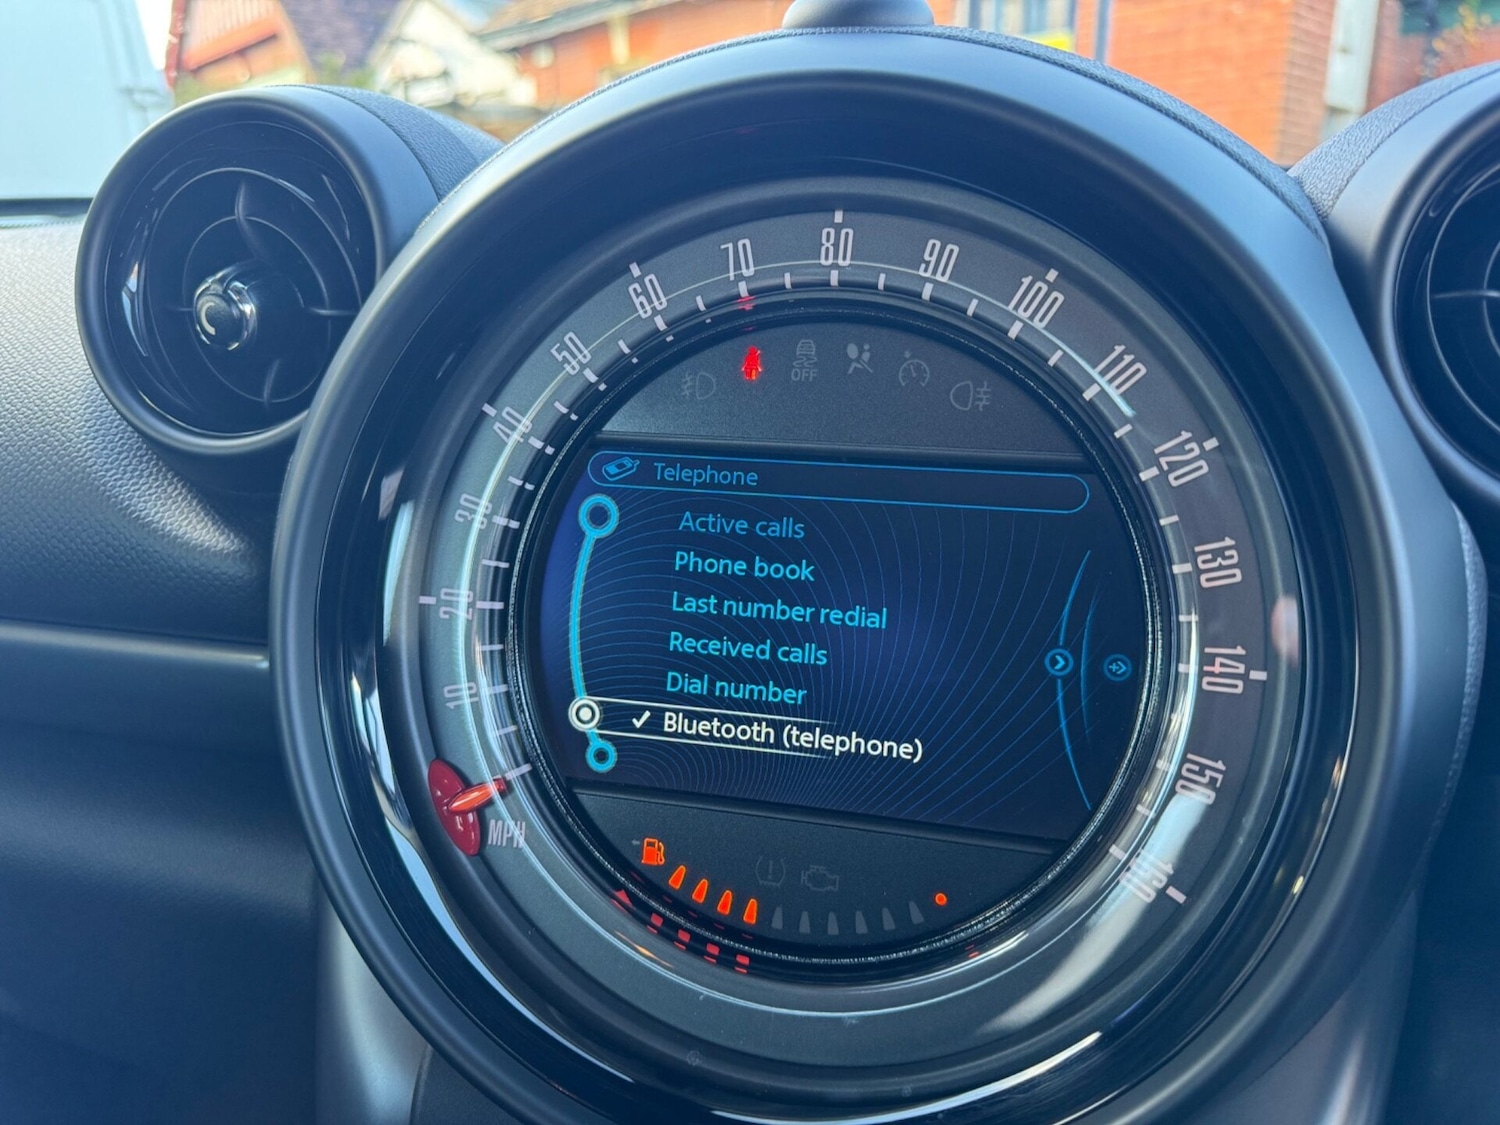 80
70
90
60
100
50
110
OFF
40
120
Telephone
30
Active calls
130
Phone book
20
Last number redial
Received calls
140
10
Dial number
✓ Bluetooth (telephone)
150
MPH
160